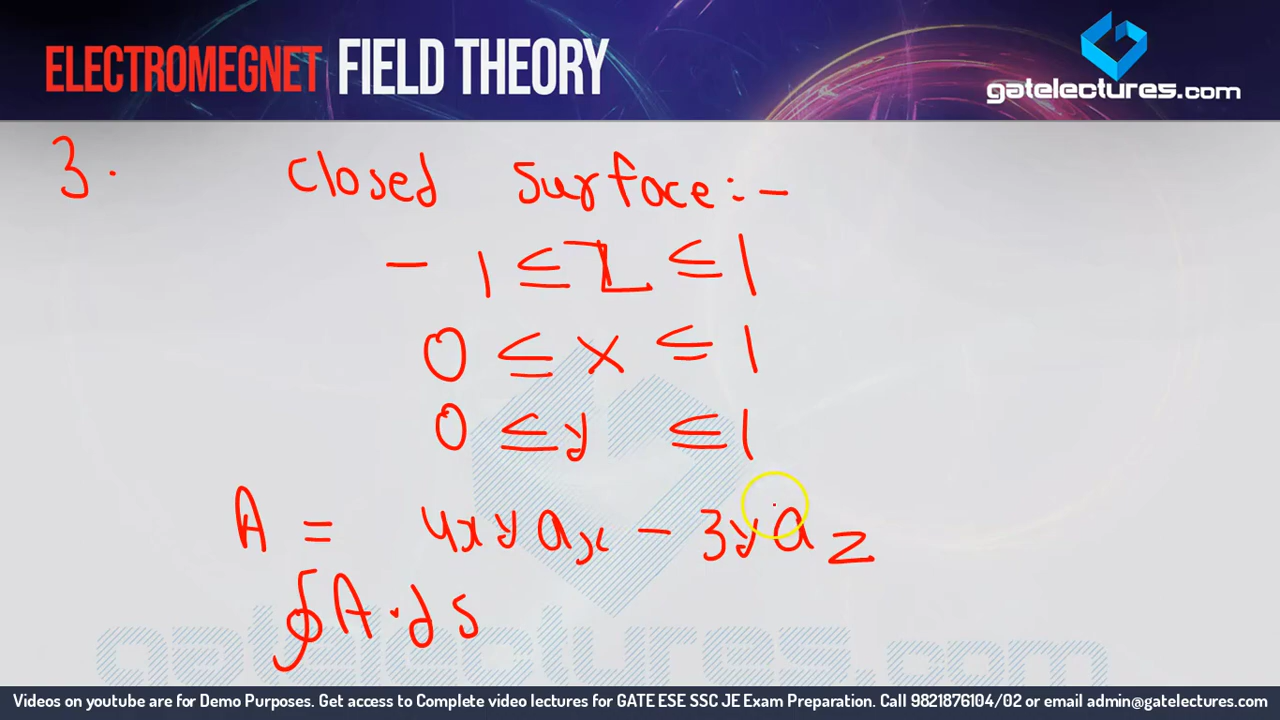 ELECTROMEGNET FIELD THEORY
gatelectures.com
3. Closed Surface:-
- 1 ≤ Z ≤ 1
0 ≤ x ≤ 1
0 ≤ y ≤ 1
A = 4xy ax - 3y az
∮A·ds
gatelectures.com
Videos on youtube are for Demo Purposes. Get access to Complete video lectures for GATE ESE SSC JE Exam Preparation. Call 9821876104/02 or email admin@gatelectures.com